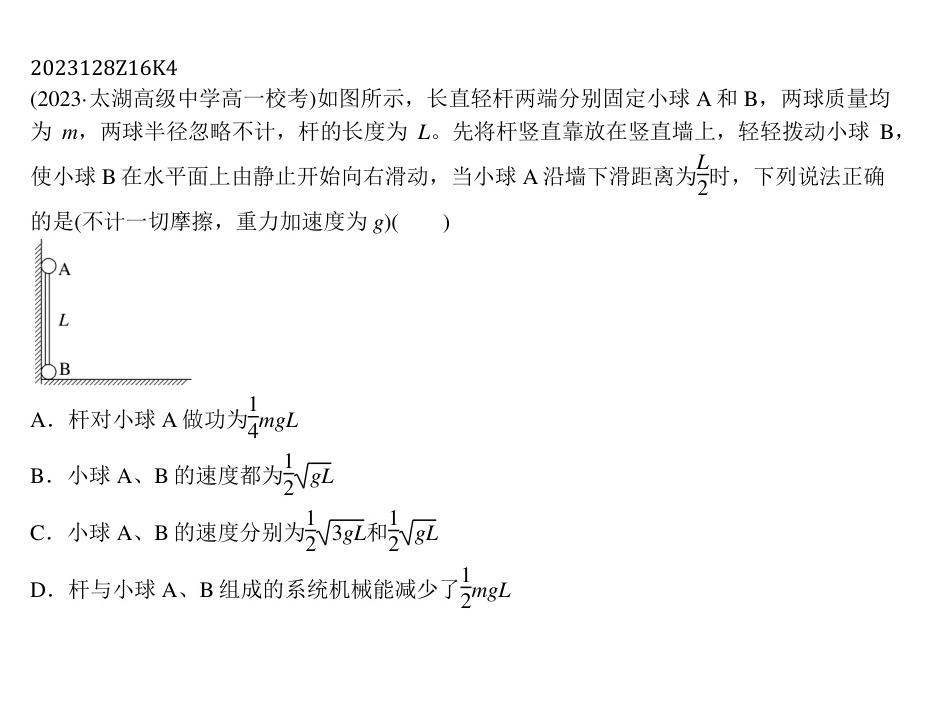 2023128Z16K4
(2023·太湖高级中学高一校考)如图所示，长直轻杆两端分别固定小球 A 和 B，两球质量均
为 m，两球半径忽略不计，杆的长度为 L。先将杆竖直靠放在竖直墙上，轻轻拨动小球 B，
使小球 B 在水平面上由静止开始向右滑动，当小球 A 沿墙下滑距离为\frac{L}{2}时，下列说法正确
的是(不计一切摩擦，重力加速度为 g)(　　)
A
L
B
A．杆对小球 A 做功为\frac{1}{4}mgL
B．小球 A、B 的速度都为\frac{1}{2}\sqrt{gL}
C．小球 A、B 的速度分别为\frac{1}{2}\sqrt{3gL}和\frac{1}{2}\sqrt{gL}
D．杆与小球 A、B 组成的系统机械能减少了\frac{1}{2}mgL